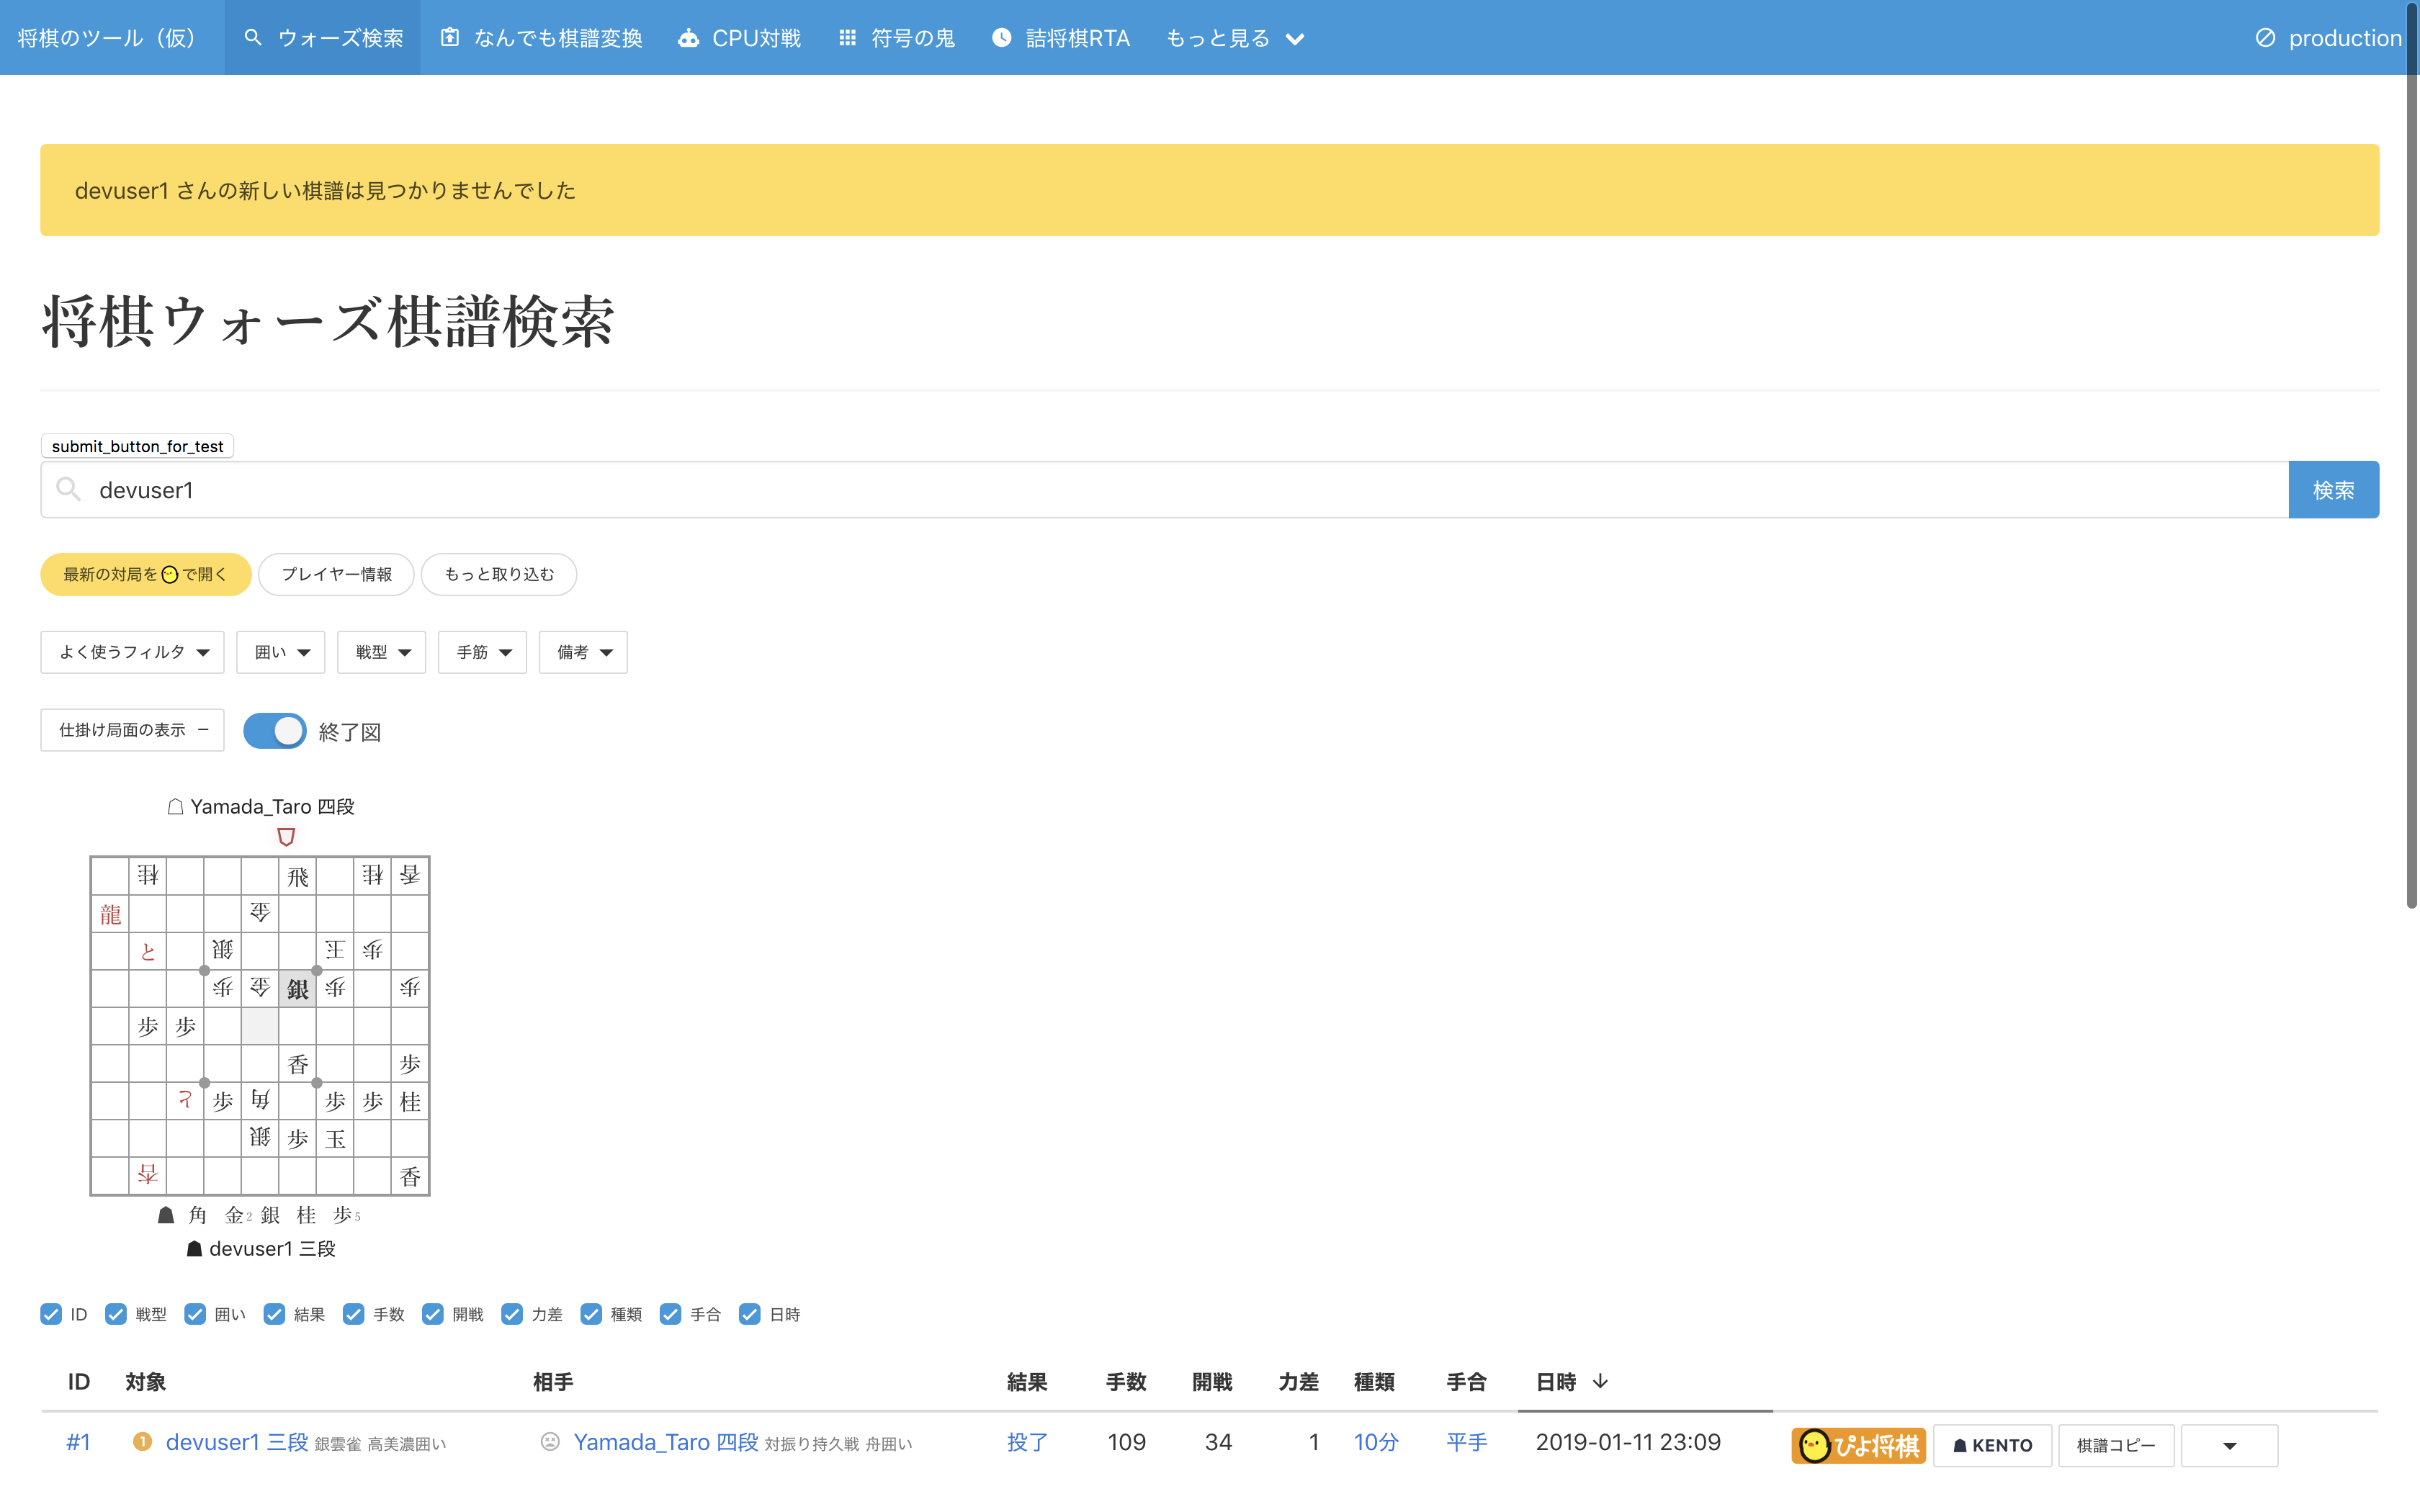 将棋のツール（仮） ウォーズ検索 なんでも棋譜変換 CPU対戦 符号の鬼 詰将棋RTA もっと見る production
devuser1 さんの新しい棋譜は見つかりませんでした
将棋ウォーズ棋譜検索
submit_button_for_test
devuser1 検索
最新の対局を で開く プレイヤー情報 もっと取り込む
よく使うフィルタ 囲い 戦型 手筋 備考
仕掛け局面の表示 終了図
Yamada_Taro 四段
桂 飛 桂 香
龍 金
と 銀 王 歩
歩 金 銀 歩 歩
歩 歩
香 歩
と 歩 角 歩 歩 桂
銀 歩 玉
杏 香
角 金2 銀 桂 歩5
devuser1 三段
ID 戦型 囲い 結果 手数 開戦 力差 種類 手合 日時
ID 対象 相手 結果 手数 開戦 力差 種類 手合 日時
#1 1 devuser1 三段 銀雲雀 高美濃囲い Yamada_Taro 四段 対振り持久戦 舟囲い 投了 109 34 1 10分 平手 2019-01-11 23:09 ぴよ将棋 KENTO 棋譜コピー